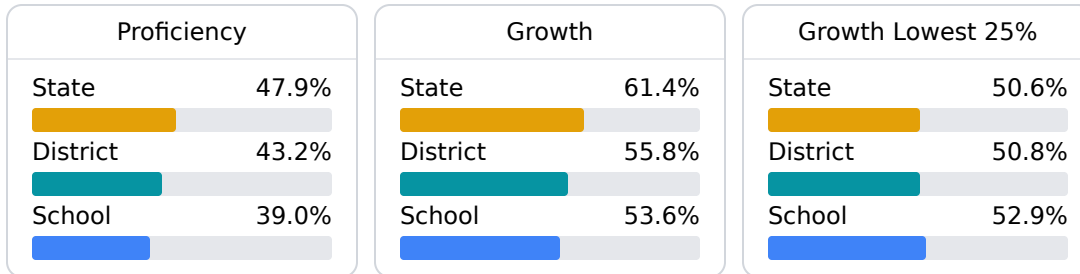 Proficiency
State 47.9%
District 43.2%
School 39.0%
Growth
State 61.4%
District 55.8%
School 53.6%
Growth Lowest 25%
State 50.6%
District 50.8%
School 52.9%